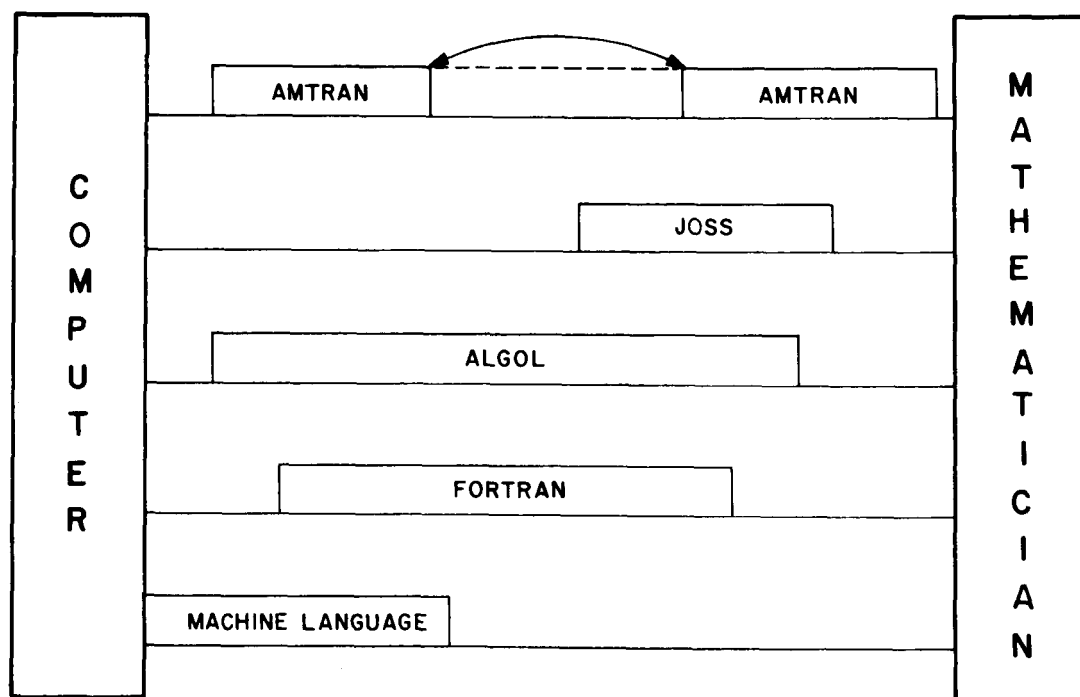 COMPUTER
AMTRAN
AMTRAN
JOSS
ALGOL
FORTRAN
MACHINE LANGUAGE
MATHEMATICIAN